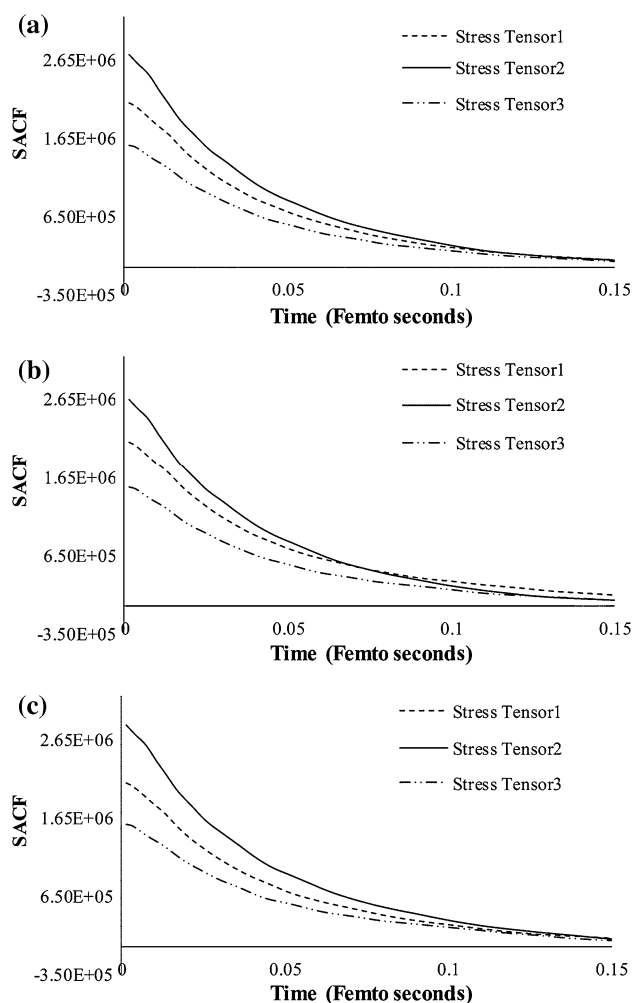 (a)
Stress Tensor1
Stress Tensor2
Stress Tensor3
2.65E+06
1.65E+06
6.50E+05
-3.50E+05
SACF
0 0.05 0.1 0.15
Time (Femto seconds)
(b)
Stress Tensor1
Stress Tensor2
Stress Tensor3
2.65E+06
1.65E+06
6.50E+05
-3.50E+05
SACF
0 0.05 0.1 0.15
Time (Femto seconds)
(c)
Stress Tensor1
Stress Tensor2
Stress Tensor3
2.65E+06
1.65E+06
6.50E+05
-3.50E+05
SACF
0 0.05 0.1 0.15
Time (Femto seconds)